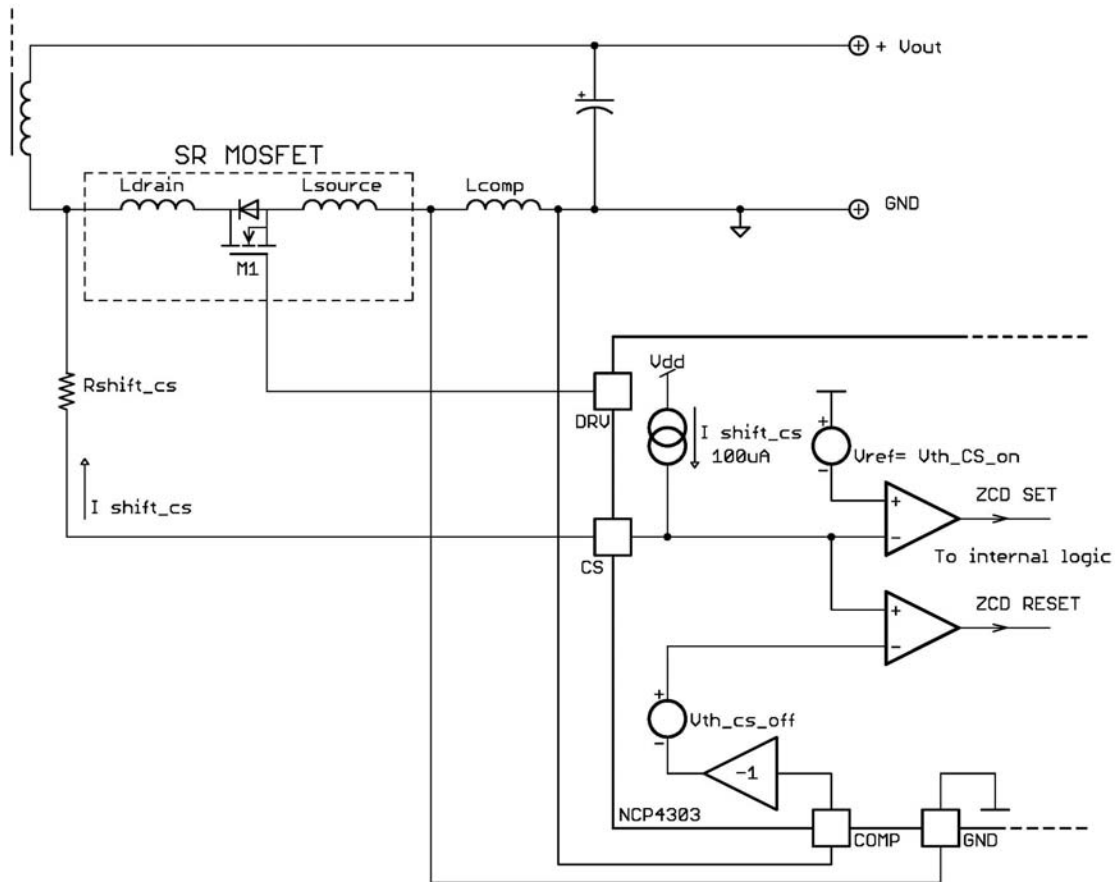 + Vout
+
SR MOSFET
Ldrain
Lsource
Lcomp
GND
M1
Rshift_cs
Vdd
DRV
I shift_cs
100uA
+
-
Vref= Vth_CS_on
I shift_cs
+
-
ZCD SET
CS
To internal logic
+
-
ZCD RESET
+
-
Vth_cs_off
-1
NCP4303
COMP
GND